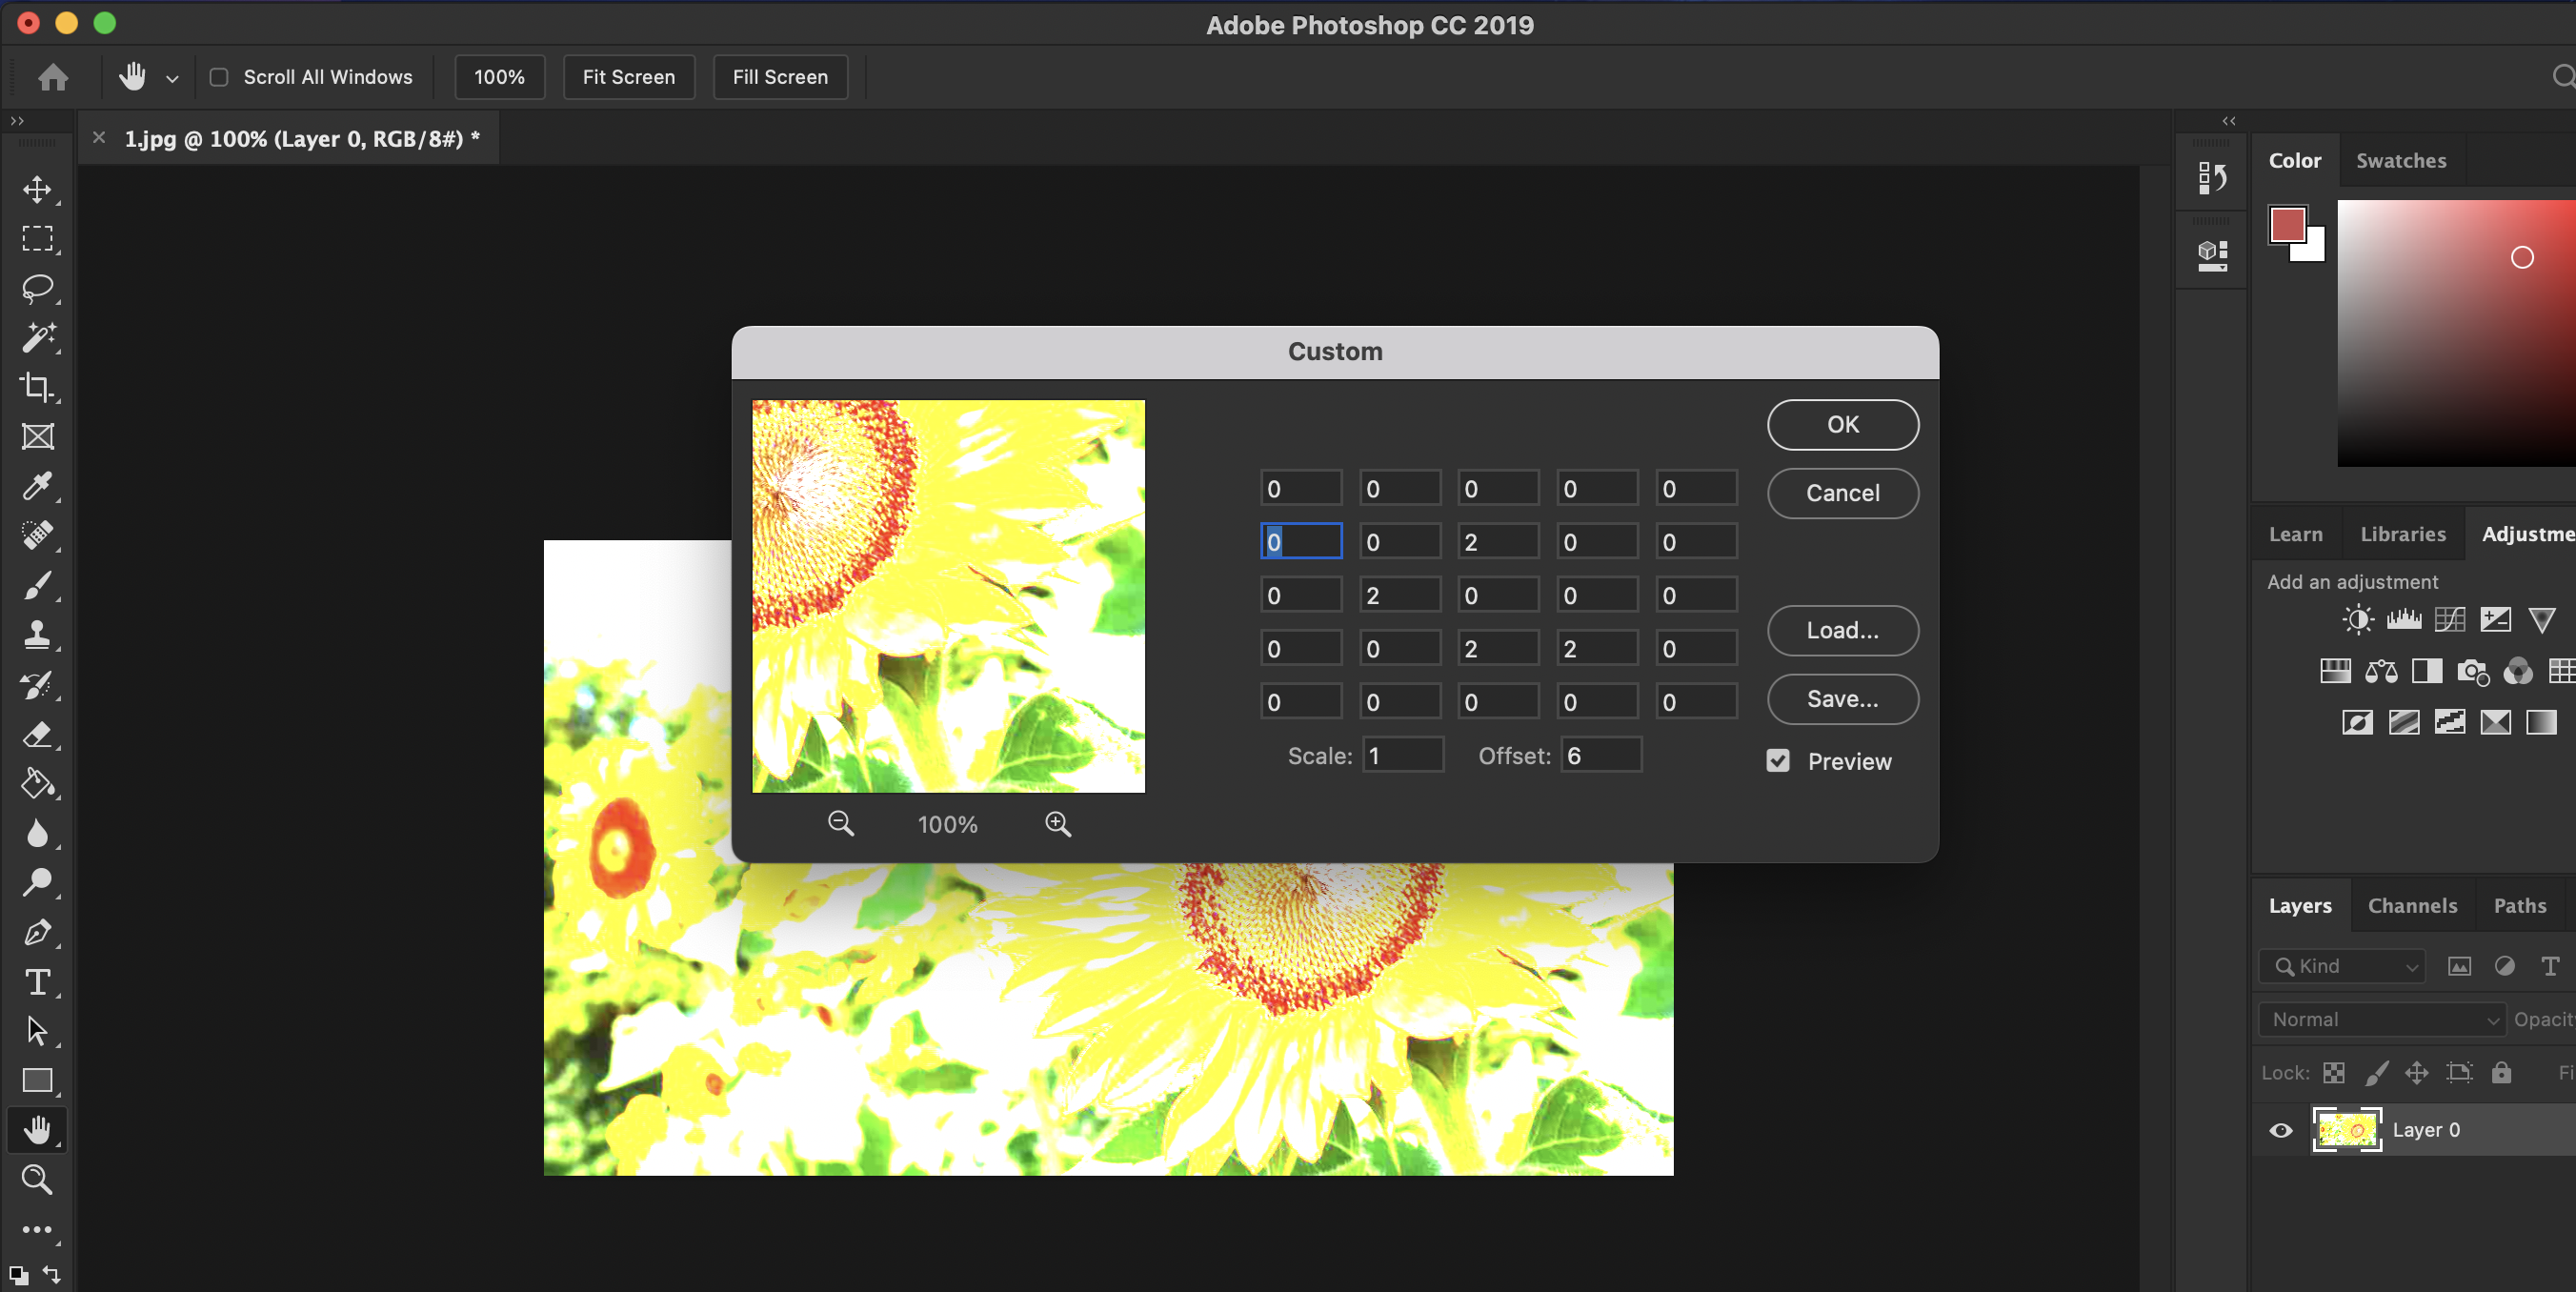 Adobe Photoshop CC 2019
Scroll All Windows 100% Fit Screen Fill Screen
1.jpg @ 100% (Layer 0, RGB/8#) *
Color Swatches
Custom
OK
Cancel
0 0 0 0 0
0 0 2 0 0
0 2 0 0 0
0 0 2 2 0
0 0 0 0 0
Load...
Save...
Scale: 1 Offset: 6
Preview
100%
Learn Libraries Adjustme
Add an adjustment
Layers Channels Paths
Kind
Normal Opacit
Lock: Fi
Layer 0